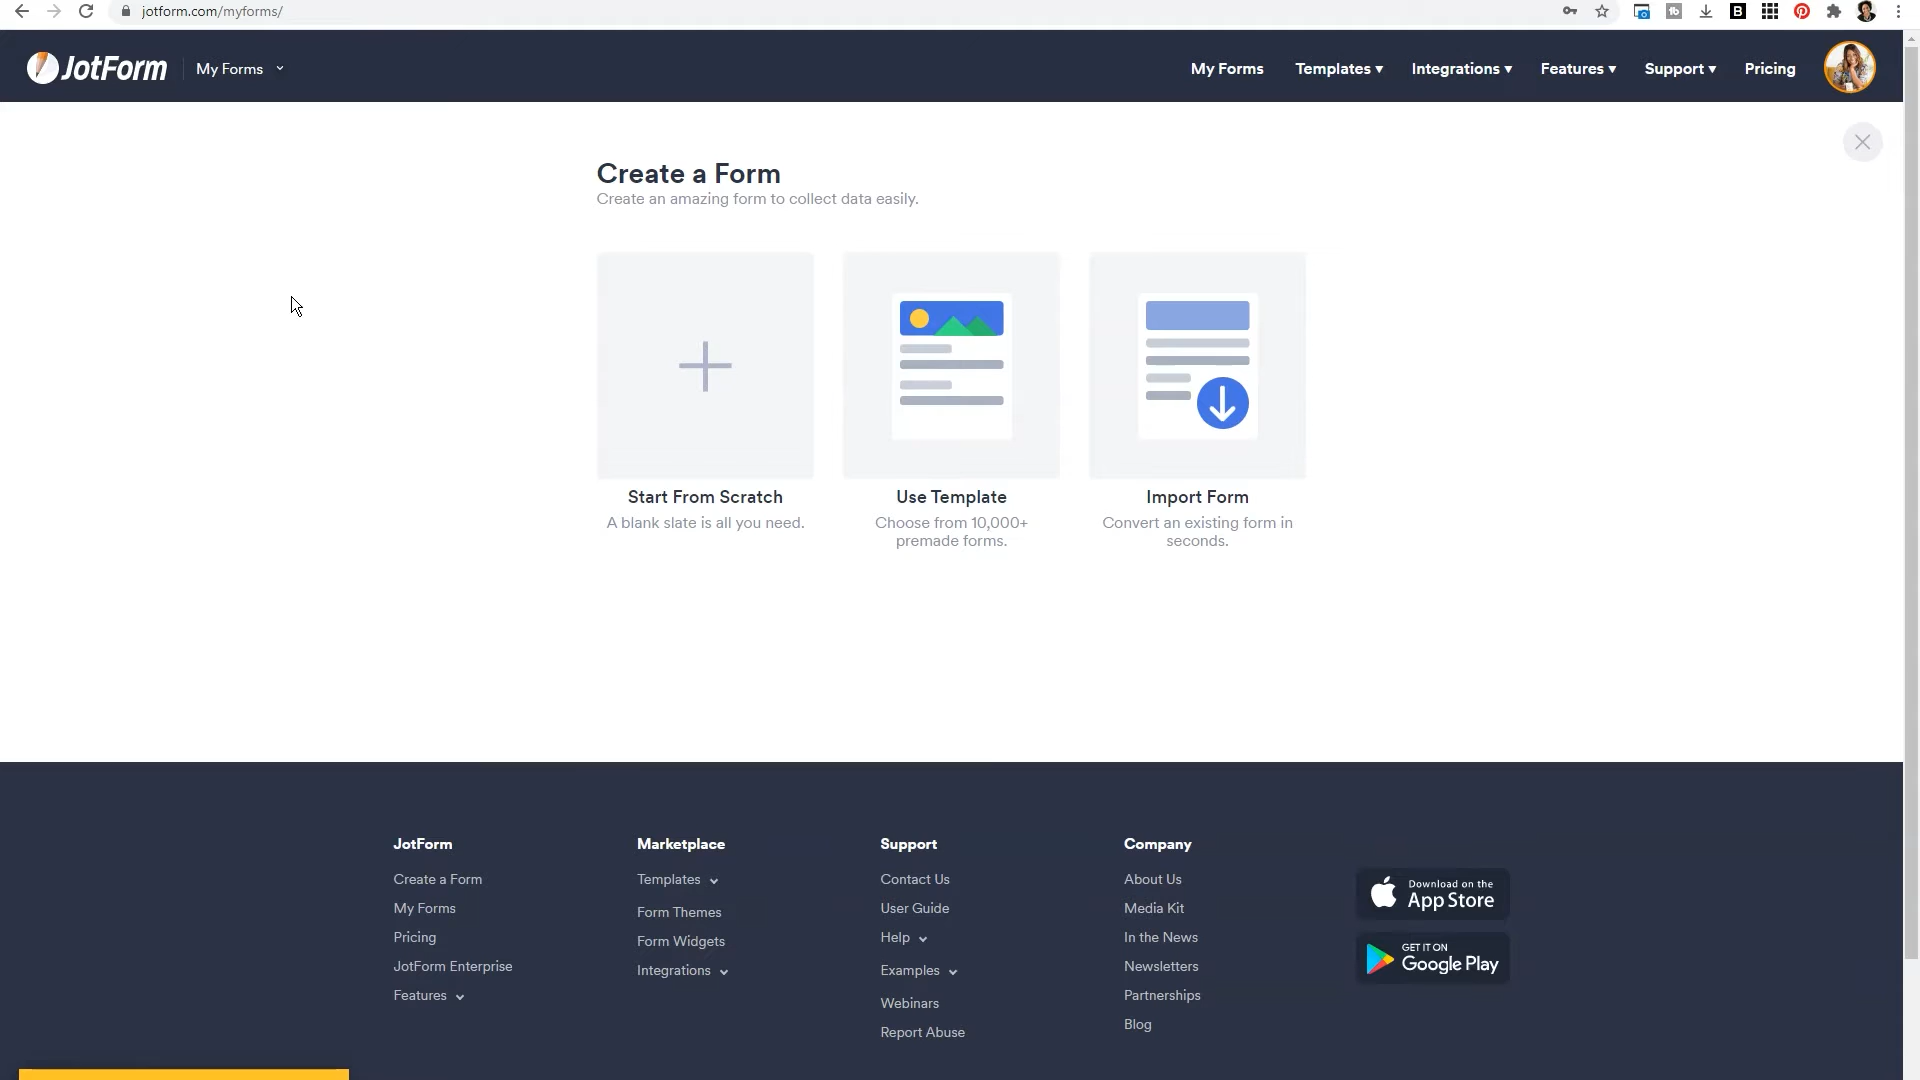 jotform.com/myforms/
JotForm
My Forms
My Forms
Templates ▾
Integrations ▾
Features ▾
Support ▾
Pricing
Create a Form
Create an amazing form to collect data easily.
Start From Scratch
A blank slate is all you need.
Use Template
Choose from 10,000+
premade forms.
Import Form
Convert an existing form in
seconds.
JotForm
Create a Form
My Forms
Pricing
JotForm Enterprise
Features
Marketplace
Templates
Form Themes
Form Widgets
Integrations
Support
Contact Us
User Guide
Help
Examples
Webinars
Report Abuse
Company
About Us
Media Kit
In the News
Newsletters
Partnerships
Blog
Download on the
App Store
GET IT ON
Google Play